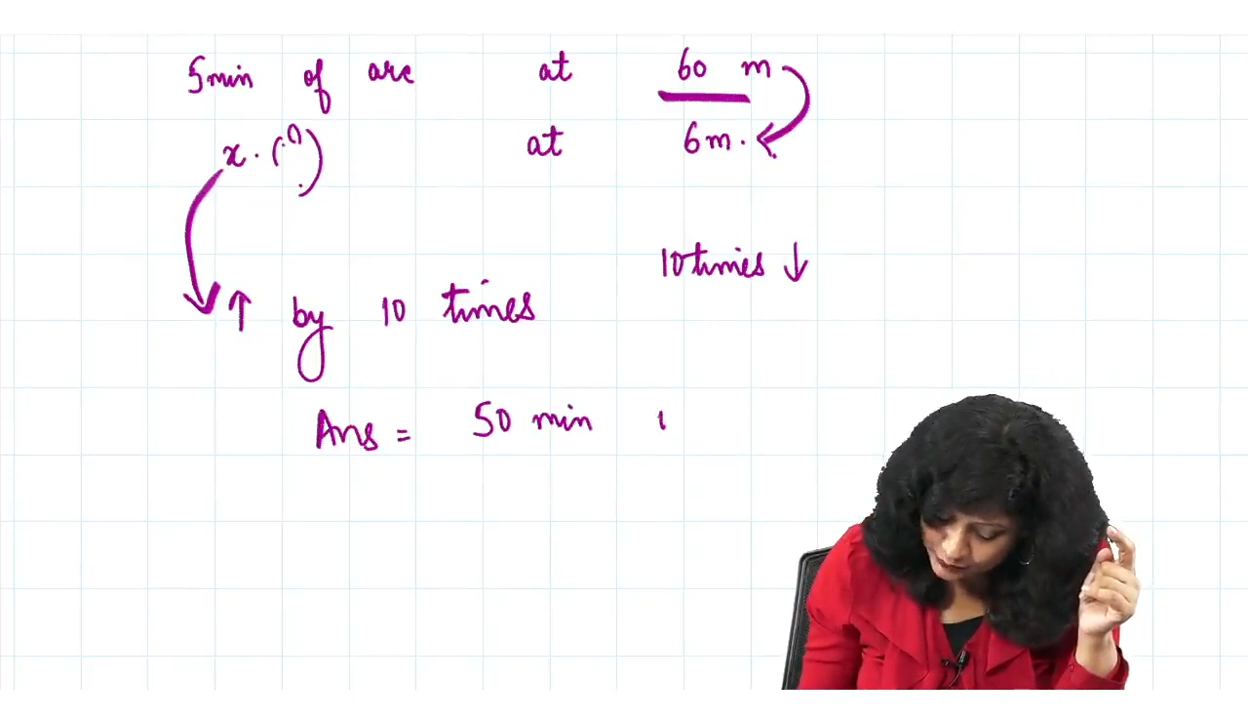 5min of arc at 60 m
x. (?) at 6m.
10times ↓
↑ by 10 times
Ans = 50 min